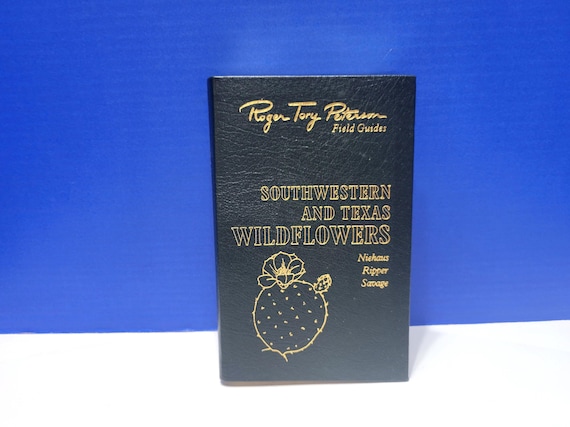 Roger Tory Peterson
Field Guides
SOUTHWESTERN
AND TEXAS
WILDFLOWERS
Niehaus
Ripper
Savage